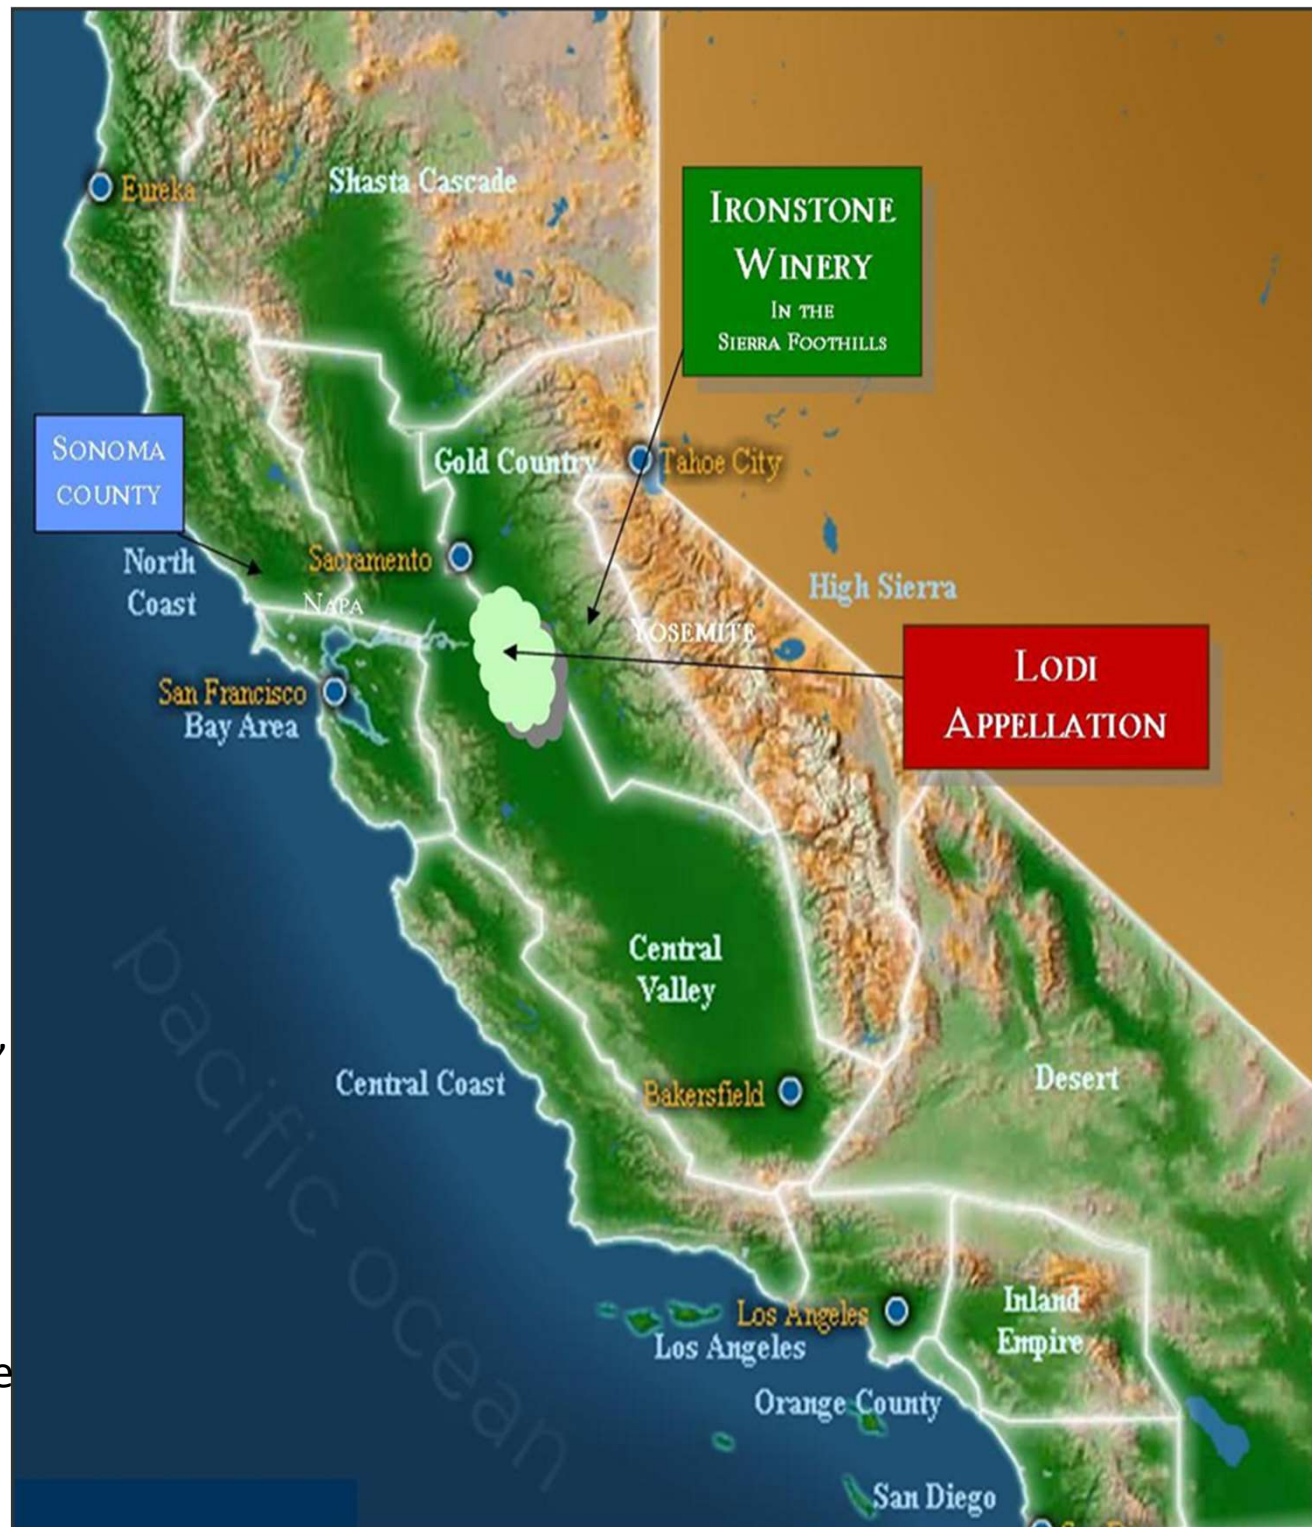 Eureka
Shasta Cascade
IRONSTONE
WINERY
IN THE
SIERRA FOOTHILLS
SONOMA
COUNTY
Gold Country
Tahoe City
North
Coast
Sacramento
NAPA
High Sierra
YOSEMITE
LODI
APPELLATION
San Francisco
Bay Area
Central
Valley
,
Central Coast
Bakersfield
Desert
pacific ocean
Los Angeles
Los Angeles
Inland
Empire
e
Orange County
San Diego